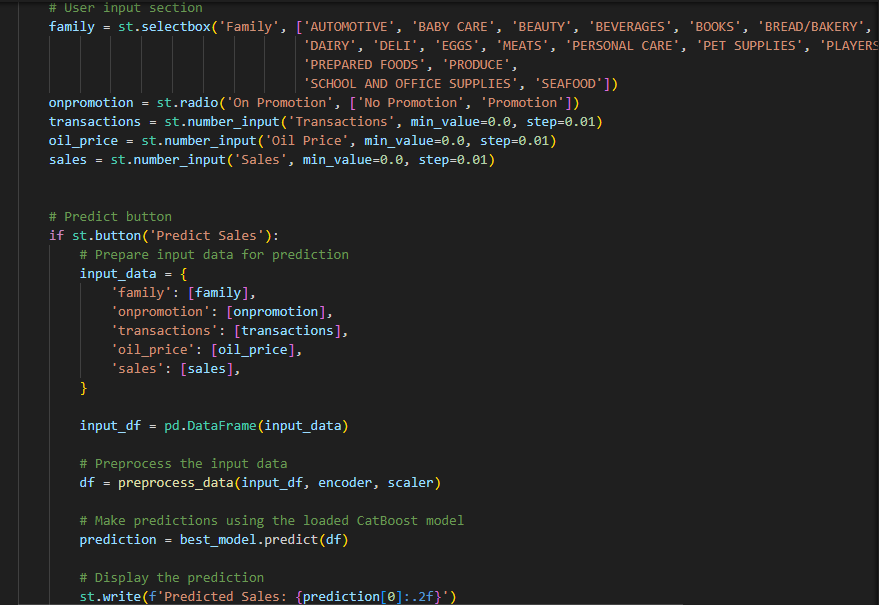 # User input section
family = st.selectbox('Family', ['AUTOMOTIVE', 'BABY CARE', 'BEAUTY', 'BEVERAGES', 'BOOKS', 'BREAD/BAKERY',
'DAIRY', 'DELI', 'EGGS', 'MEATS', 'PERSONAL CARE', 'PET SUPPLIES', 'PLAYERS
'PREPARED FOODS', 'PRODUCE',
'SCHOOL AND OFFICE SUPPLIES', 'SEAFOOD'])
onpromotion = st.radio('On Promotion', ['No Promotion', 'Promotion'])
transactions = st.number_input('Transactions', min_value=0.0, step=0.01)
oil_price = st.number_input('Oil Price', min_value=0.0, step=0.01)
sales = st.number_input('Sales', min_value=0.0, step=0.01)
# Predict button
if st.button('Predict Sales'):
# Prepare input data for prediction
input_data = {
'family': [family],
'onpromotion': [onpromotion],
'transactions': [transactions],
'oil_price': [oil_price],
'sales': [sales],
}
input_df = pd.DataFrame(input_data)
# Preprocess the input data
df = preprocess_data(input_df, encoder, scaler)
# Make predictions using the loaded CatBoost model
prediction = best_model.predict(df)
# Display the prediction
st.write(f'Predicted Sales: {prediction[0]:.2f}')